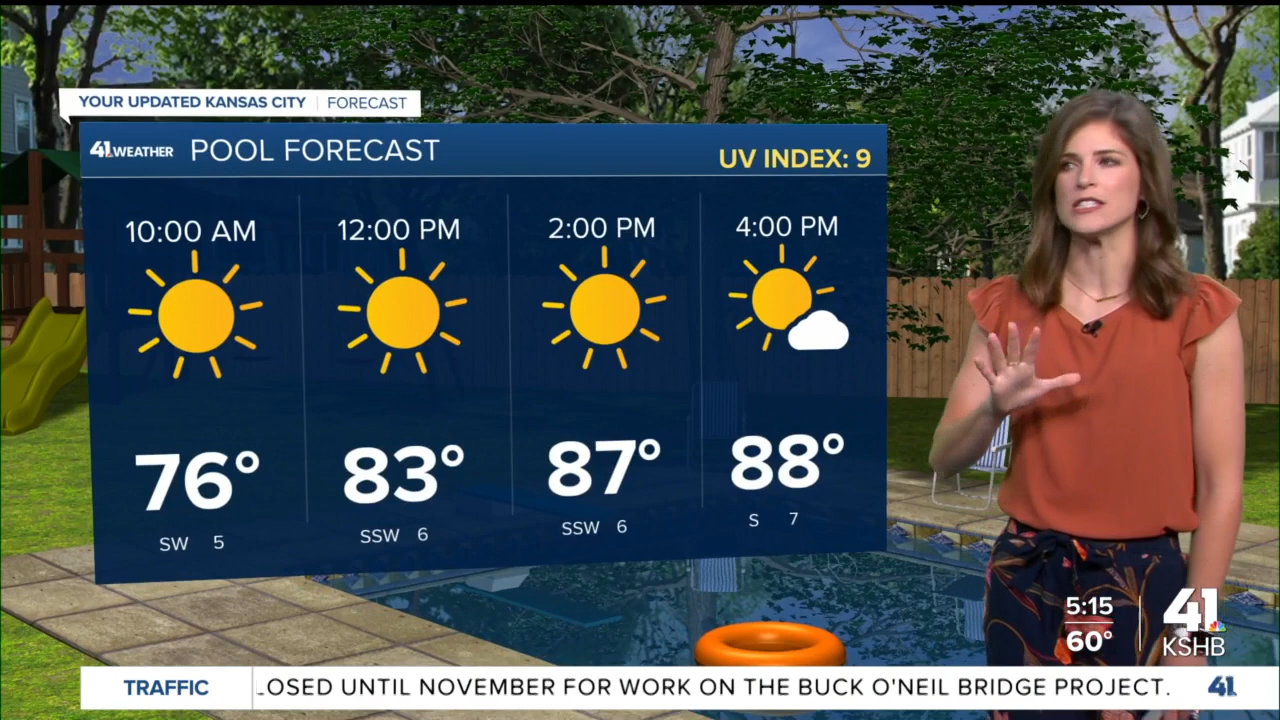 YOUR UPDATED KANSAS CITY | FORECAST
41 WEATHER POOL FORECAST
UV INDEX: 9
10:00 AM 12:00 PM 2:00 PM 4:00 PM
76° 83° 87° 88°
SW 5 SSW 6 SSW 6 S 7
5:15
60°
41
KSHB
TRAFFIC OSED UNTIL NOVEMBER FOR WORK ON THE BUCK O'NEIL BRIDGE PROJECT. 41